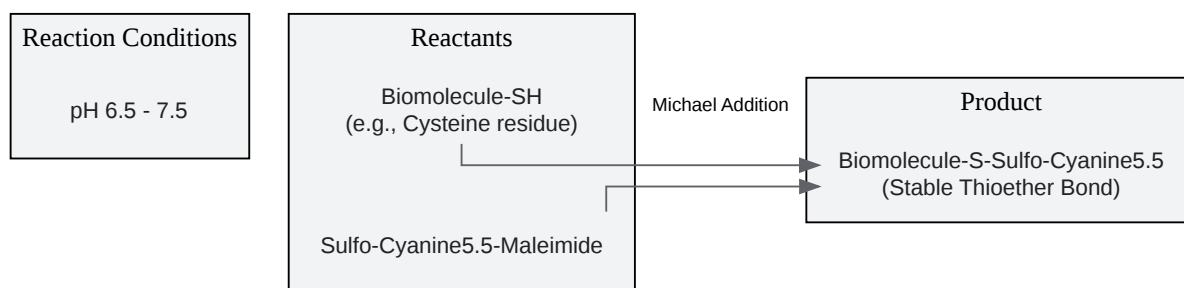 Reaction Conditions
pH 6.5 - 7.5
Reactants
Biomolecule-SH
(e.g., Cysteine residue)
Sulfo-Cyanine5.5-Maleimide
Michael Addition
Product
Biomolecule-S-Sulfo-Cyanine5.5
(Stable Thioether Bond)